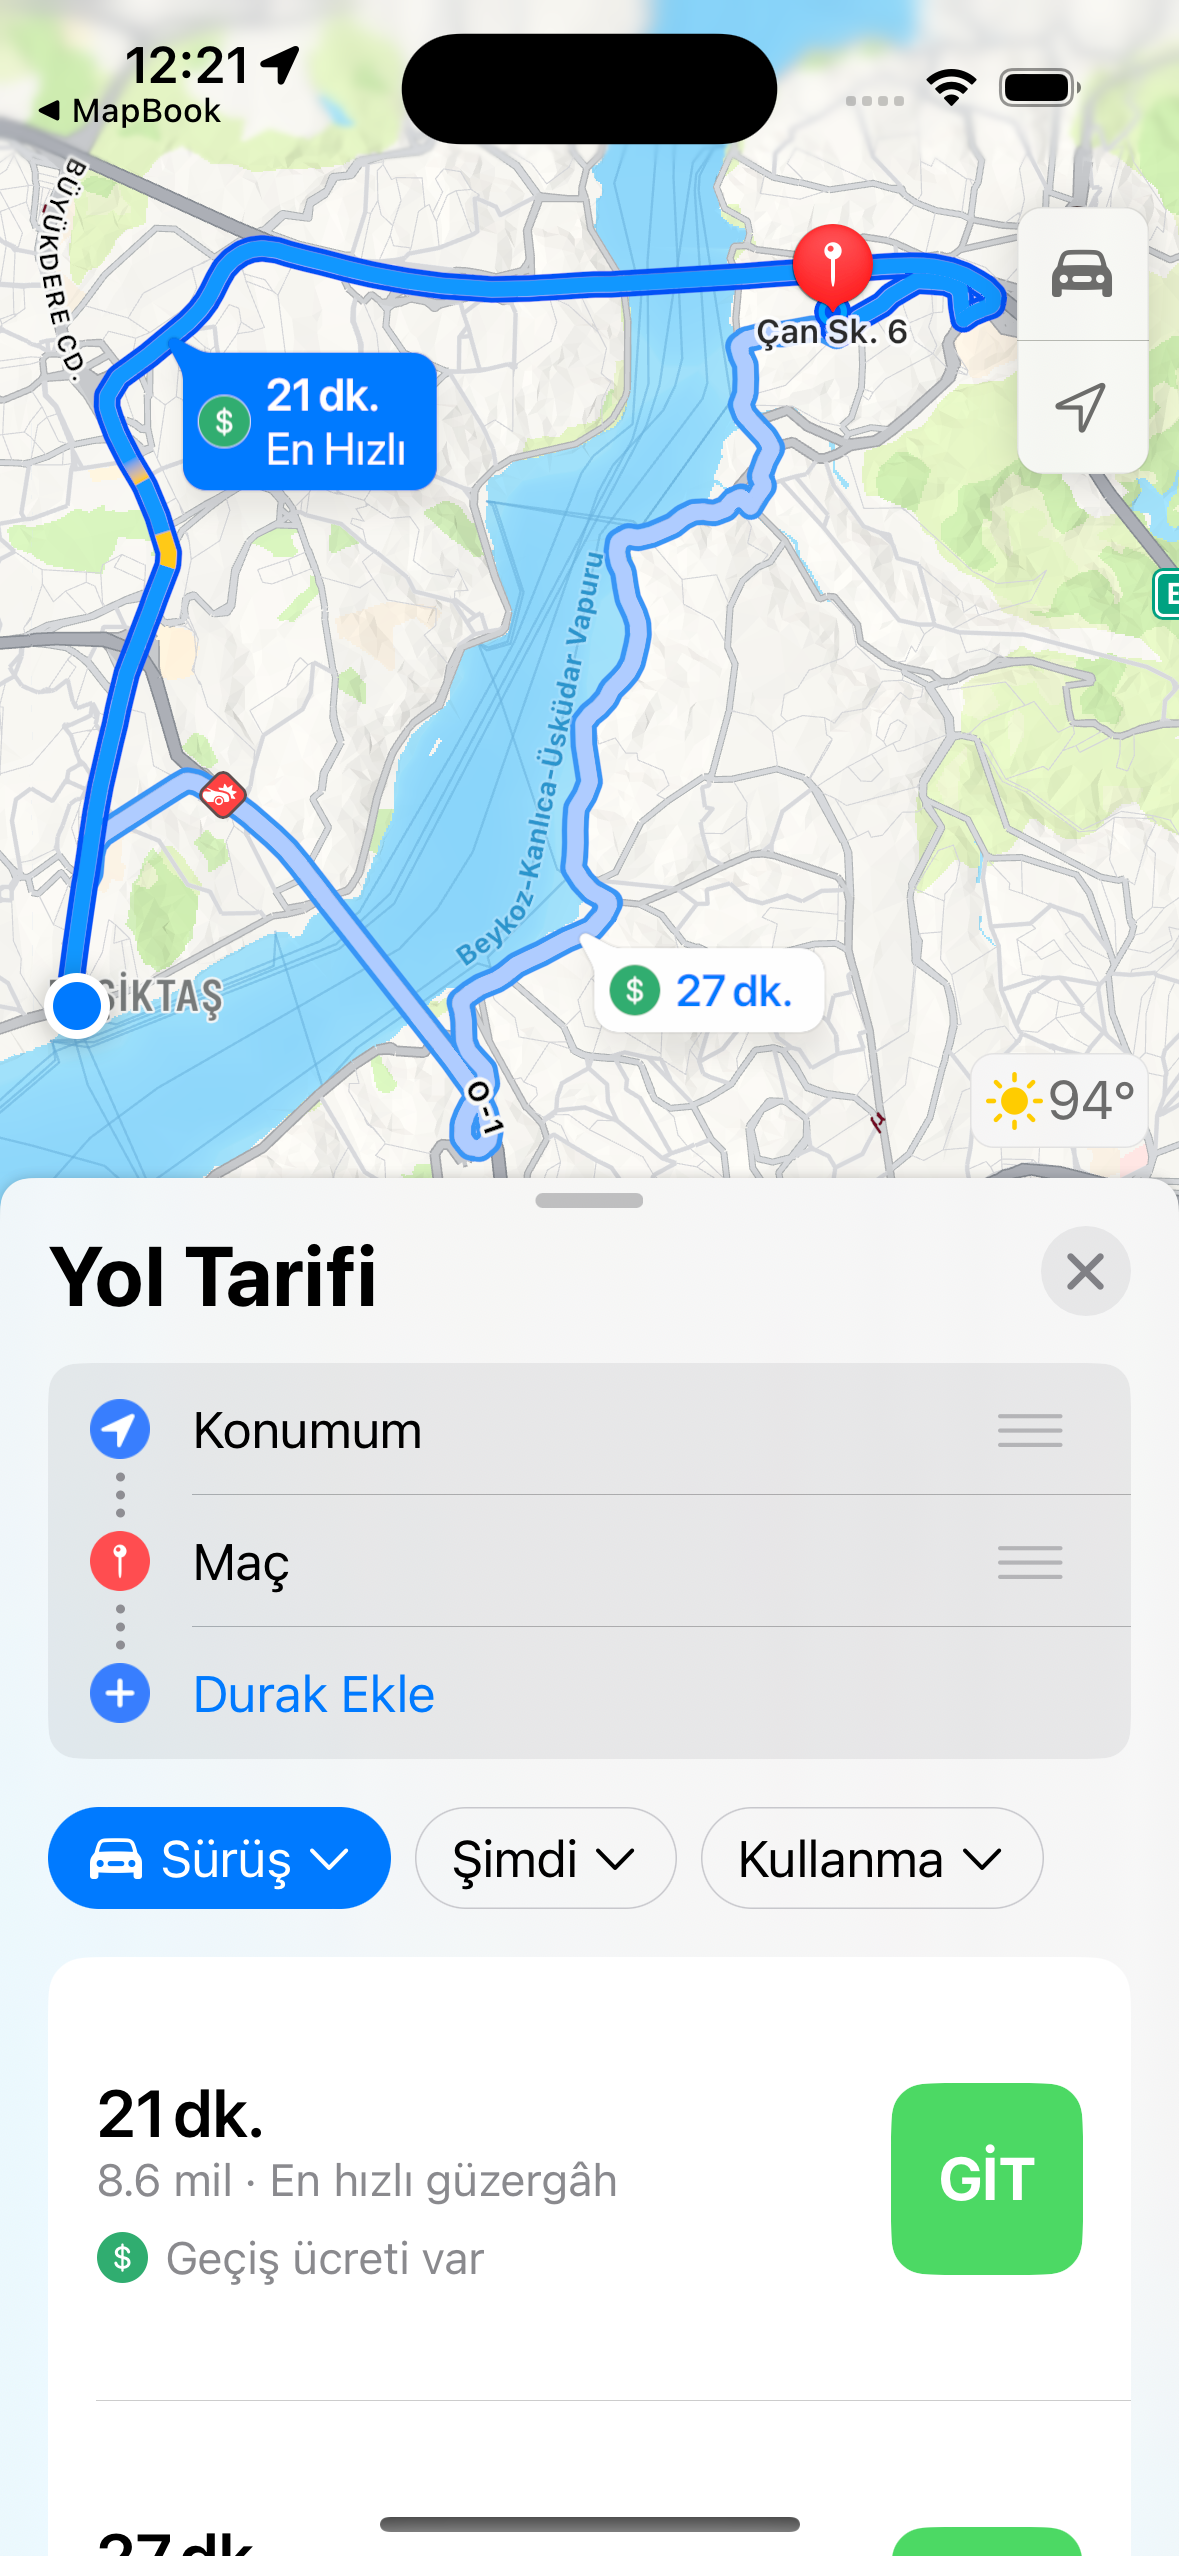 12:21
MapBook
BÜYÜKDERE CD.
Çan Sk. 6
21 dk.
En Hızlı
Beykoz-Kanlıca-Üsküdar Vapuru
27 dk.
O-1
94°
Yol Tarifi
Konumum
Maç
Durak Ekle
Sürüş
Şimdi
Kullanma
21 dk.
8.6 mil · En hızlı güzergâh
$ Geçiş ücreti var
GİT
27 dk.